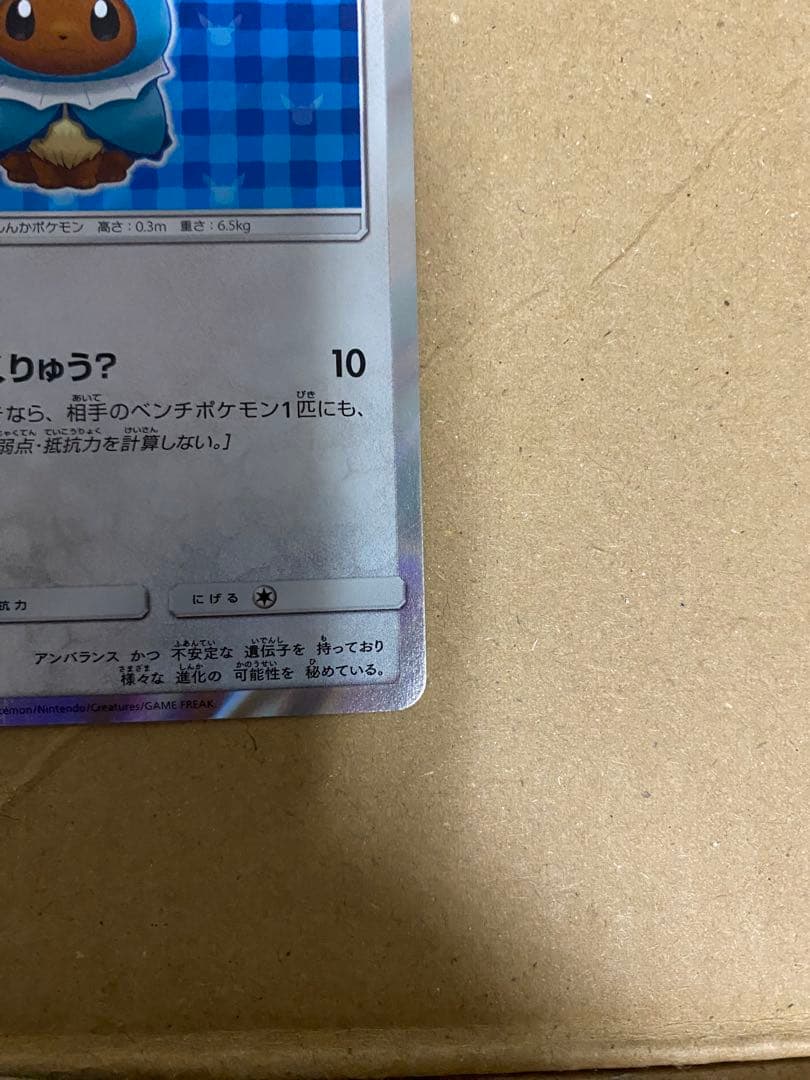 んかポケモン 高さ：0.3m 重さ：6.5kg
りゅう? 10
なら、相手のベンチポケモン1匹にも、
弱点・抵抗力を計算しない。]
抗力
にげる
アンバランス かつ 不安定な 遺伝子を 持っており
様々な 進化の 可能性を 秘めている。
émon/Nintendo/Creatures/GAME FREAK.